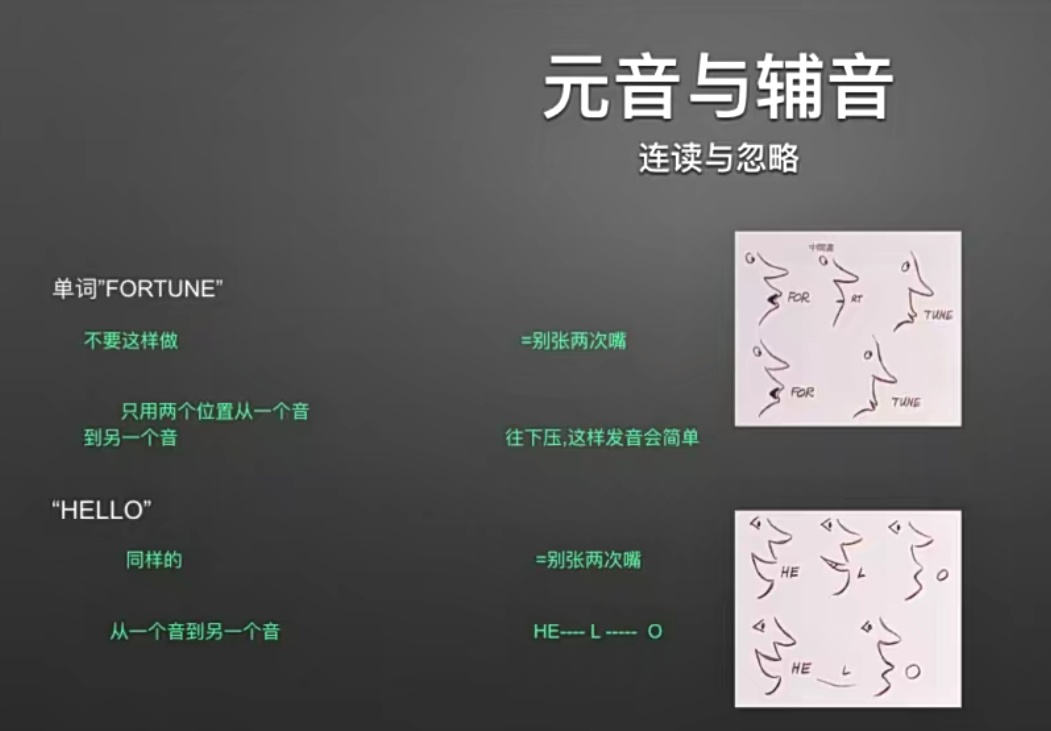 元音与辅音
连读与忽略
单词”FORTUNE”
不要这样做
=别张两次嘴
只用两个位置从一个音
到另一个音
往下压,这样发音会简单
中間畫
FOR
RT
TUNE
FOR
TUNE
“HELLO”
同样的
=别张两次嘴
从一个音到另一个音
HE---- L ----- O
HE
L
O
HE
L
O